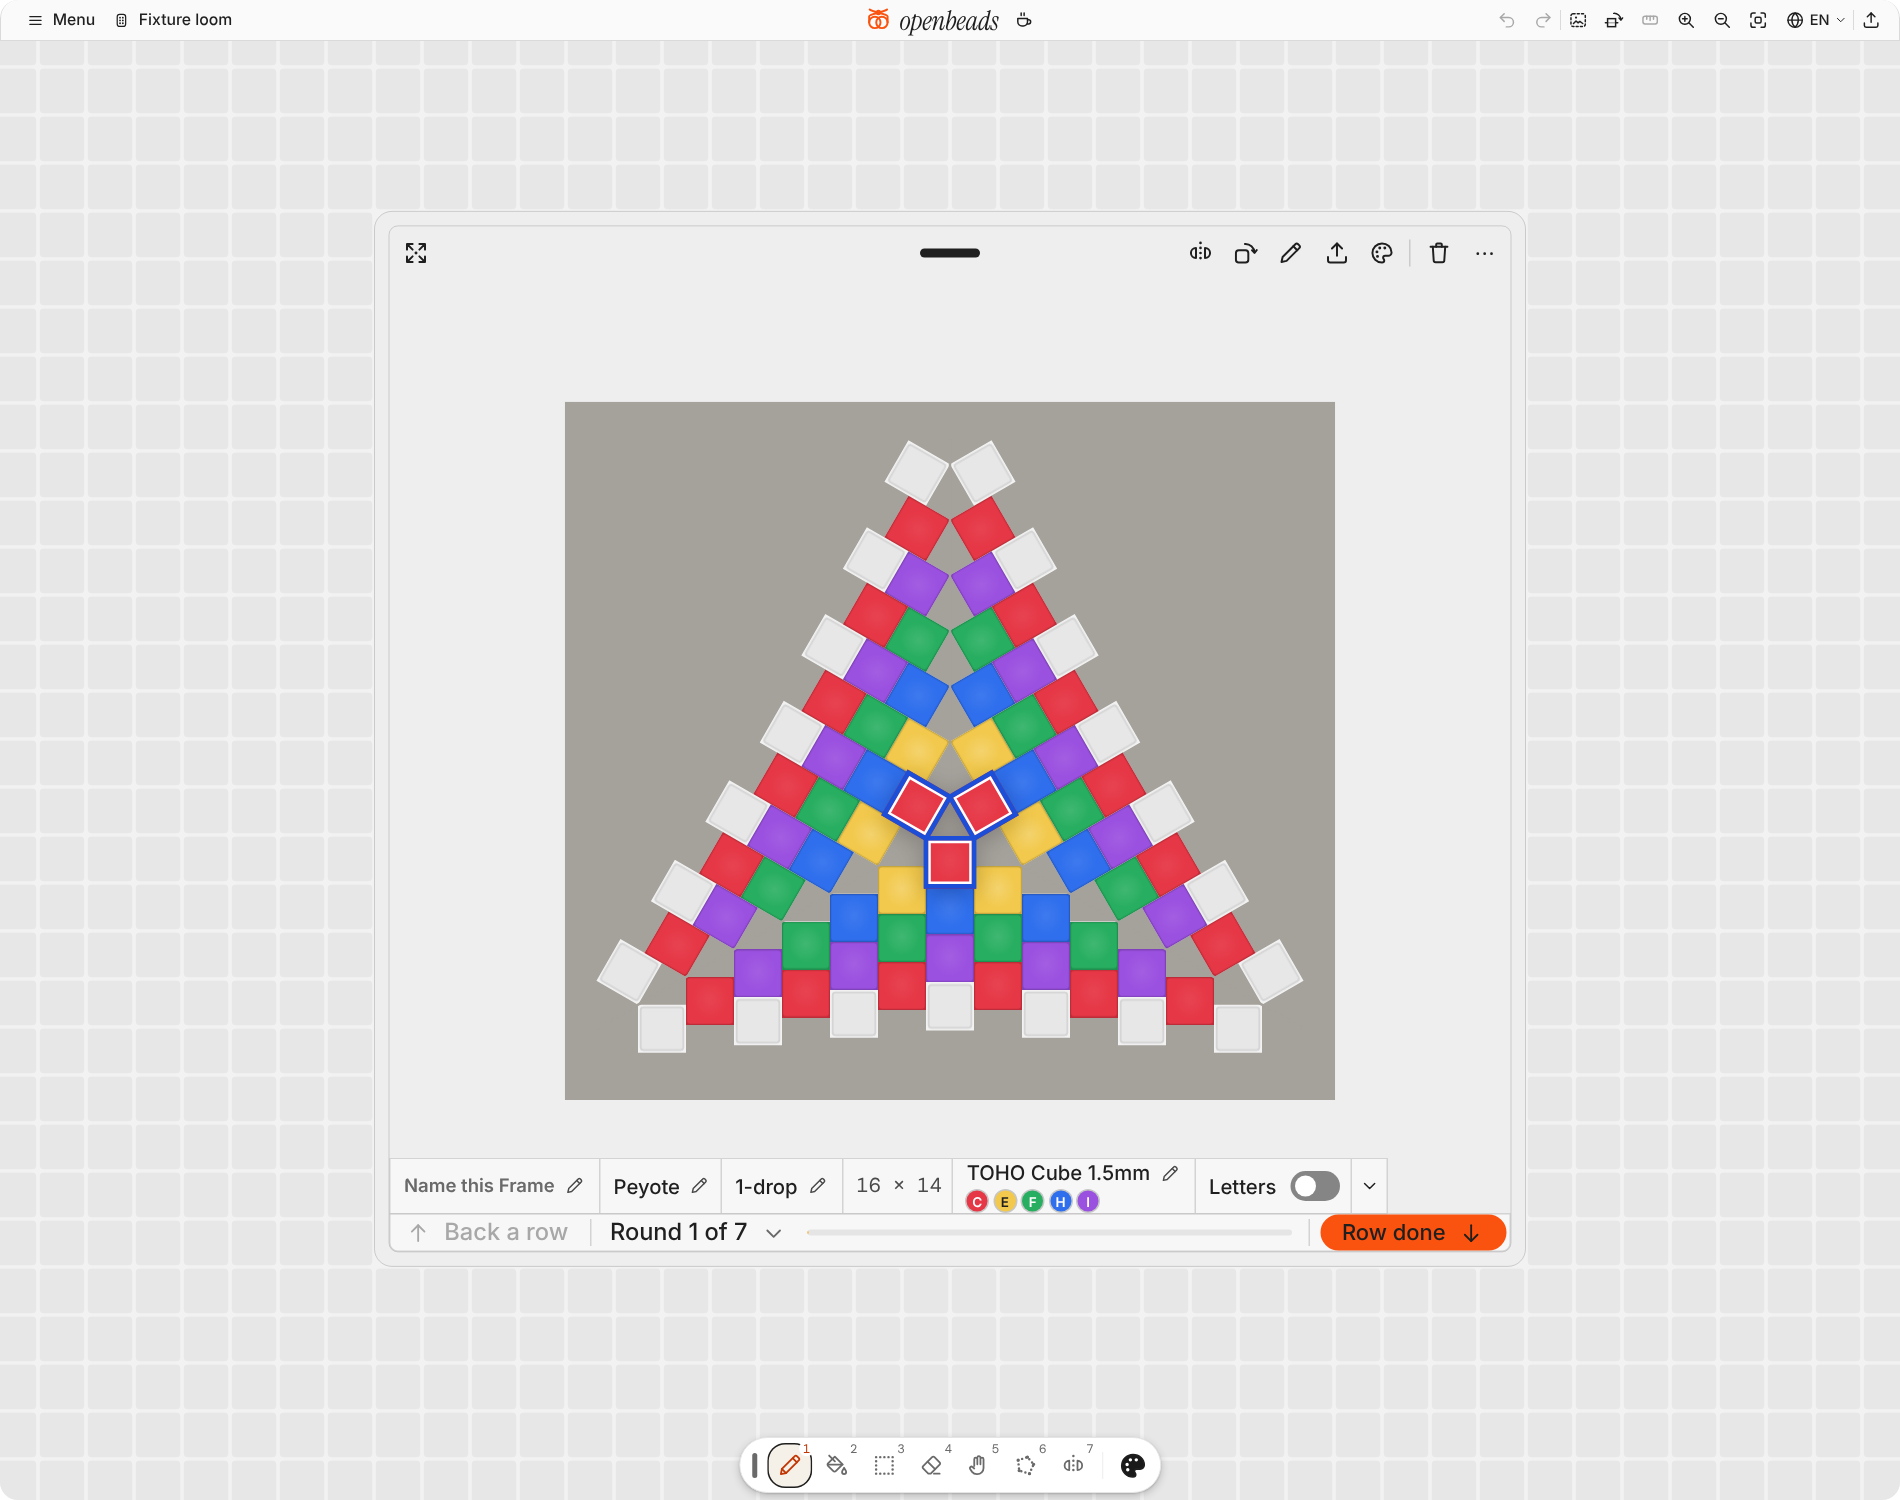 Menu
Fixture loom
openbeads
EN
Name this Frame
Peyote
1-drop
16 × 14
TOHO Cube 1.5mm
C E F H I
Letters
Back a row
Round 1 of 7
Row done
1 2 3 4 5 6 7